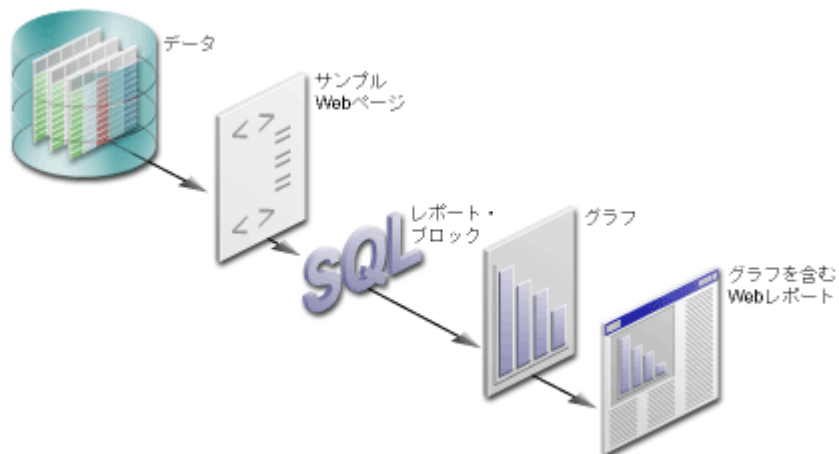 データ
サンプル
Webページ
< >
< >
レポート・
ブロック
SQL
グラフ
グラフを含む
Webレポート